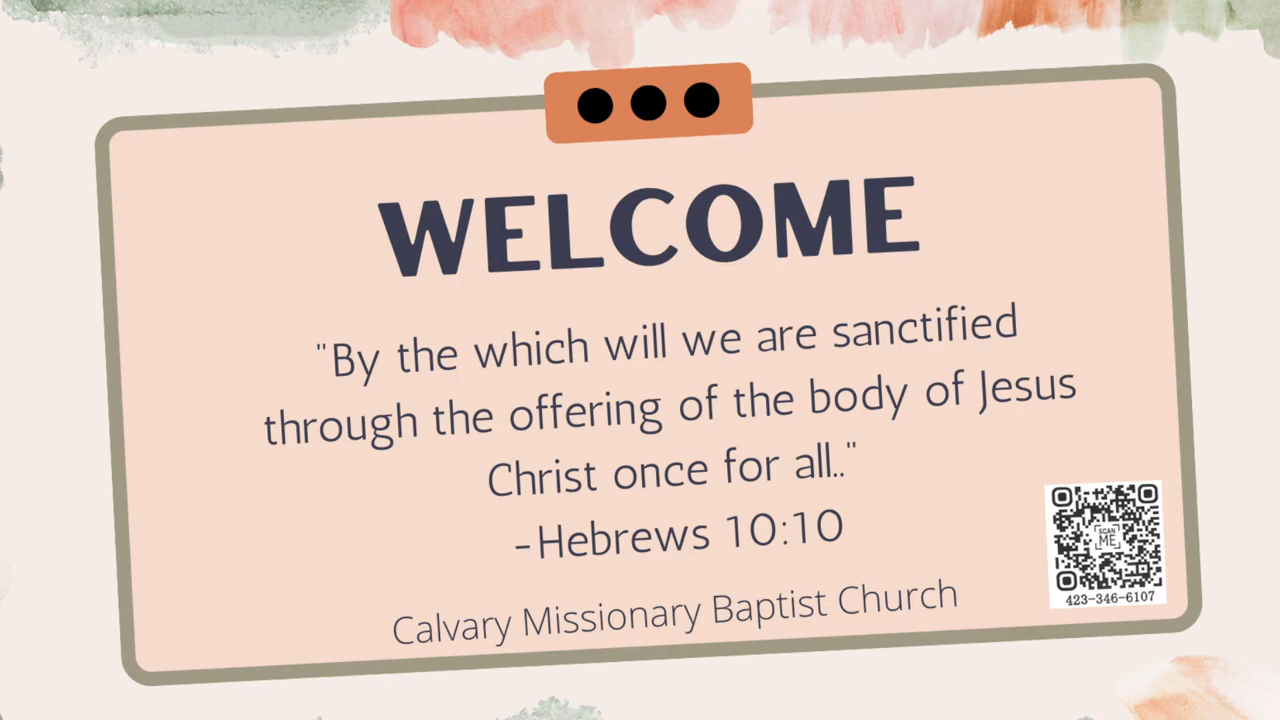 WELCOME
"By the which will we are sanctified
through the offering of the body of Jesus
Christ once for all.."
-Hebrews 10:10
SCAN
ME
423-346-6107
Calvary Missionary Baptist Church